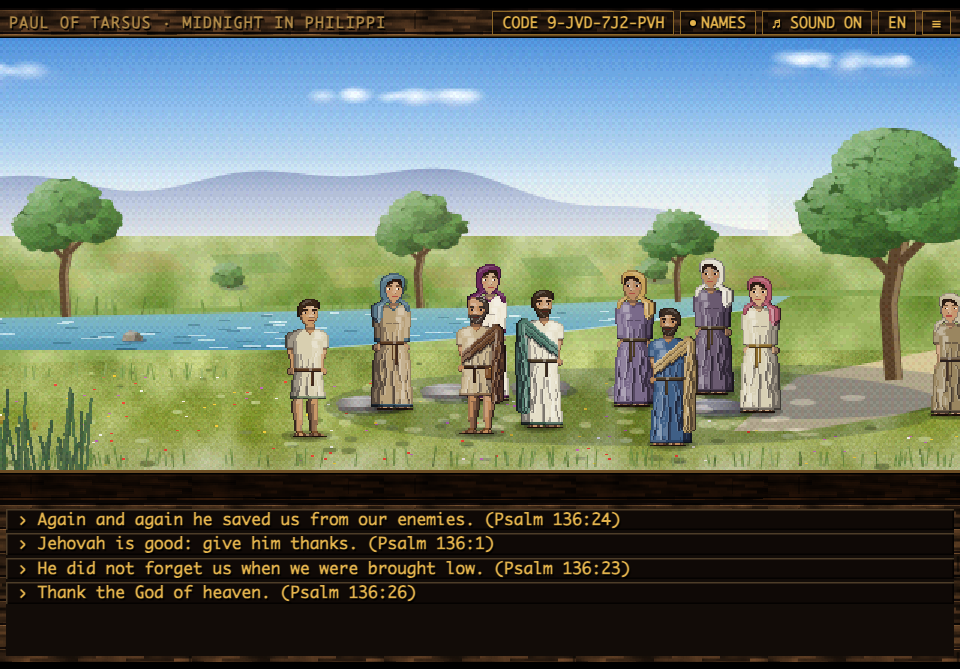 PAUL OF TARSUS · MIDNIGHT IN PHILIPPI
CODE 9-JVD-7J2-PVH
• NAMES
♬ SOUND ON
EN
≡
› Again and again he saved us from our enemies. (Psalm 136:24)
› Jehovah is good: give him thanks. (Psalm 136:1)
› He did not forget us when we were brought low. (Psalm 136:23)
› Thank the God of heaven. (Psalm 136:26)